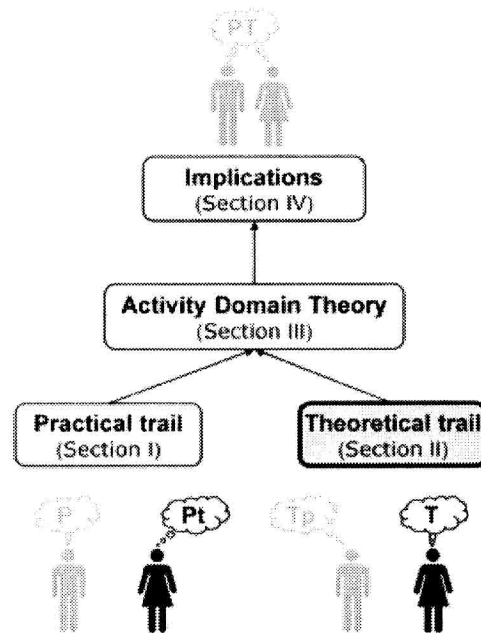 PT
Implications
(Section IV)
Activity Domain Theory
(Section III)
Practical trail
(Section I)
Theoretical trail
(Section II)
P
Pt
Tp
T